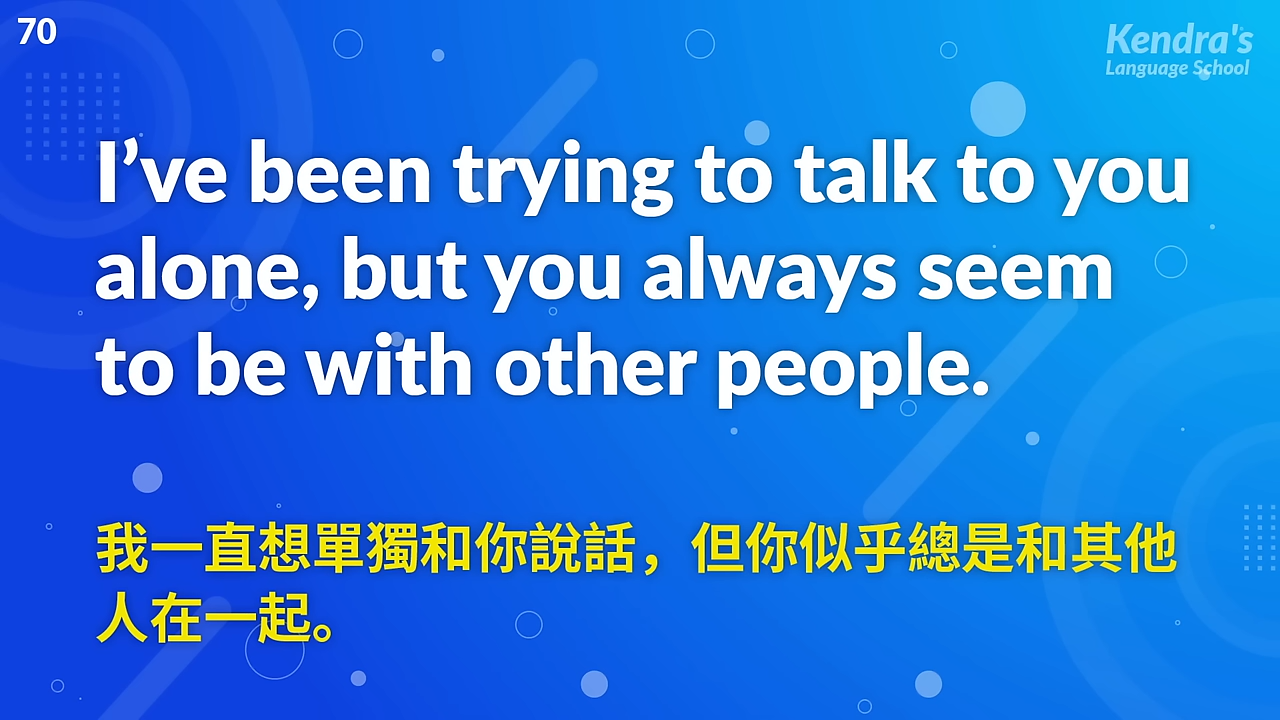 70
Kendra's
Language School
I’ve been trying to talk to you
alone, but you always seem
to be with other people.
我一直想單獨和你說話，但你似乎總是和其他
人在一起。